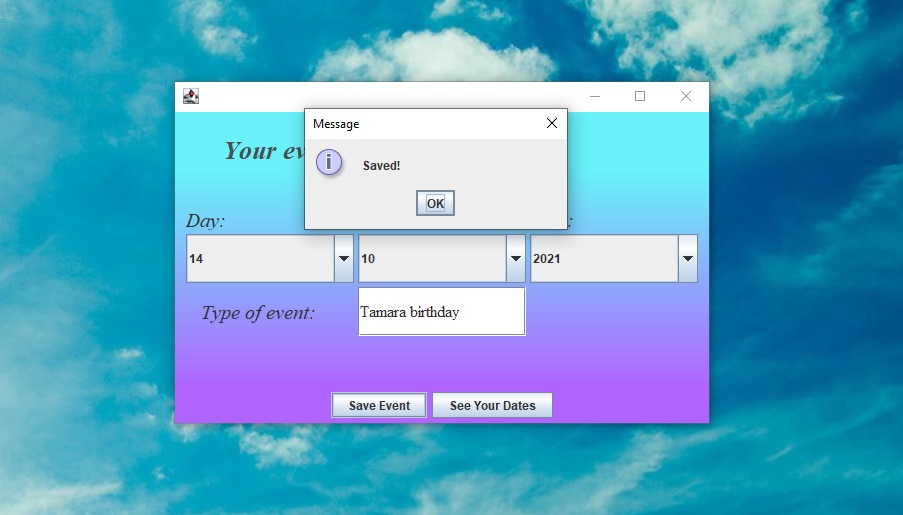 Message
Your ev
Saved!
OK
Day:
:
14 10 2021
Type of event: Tamara birthday
Save Event See Your Dates